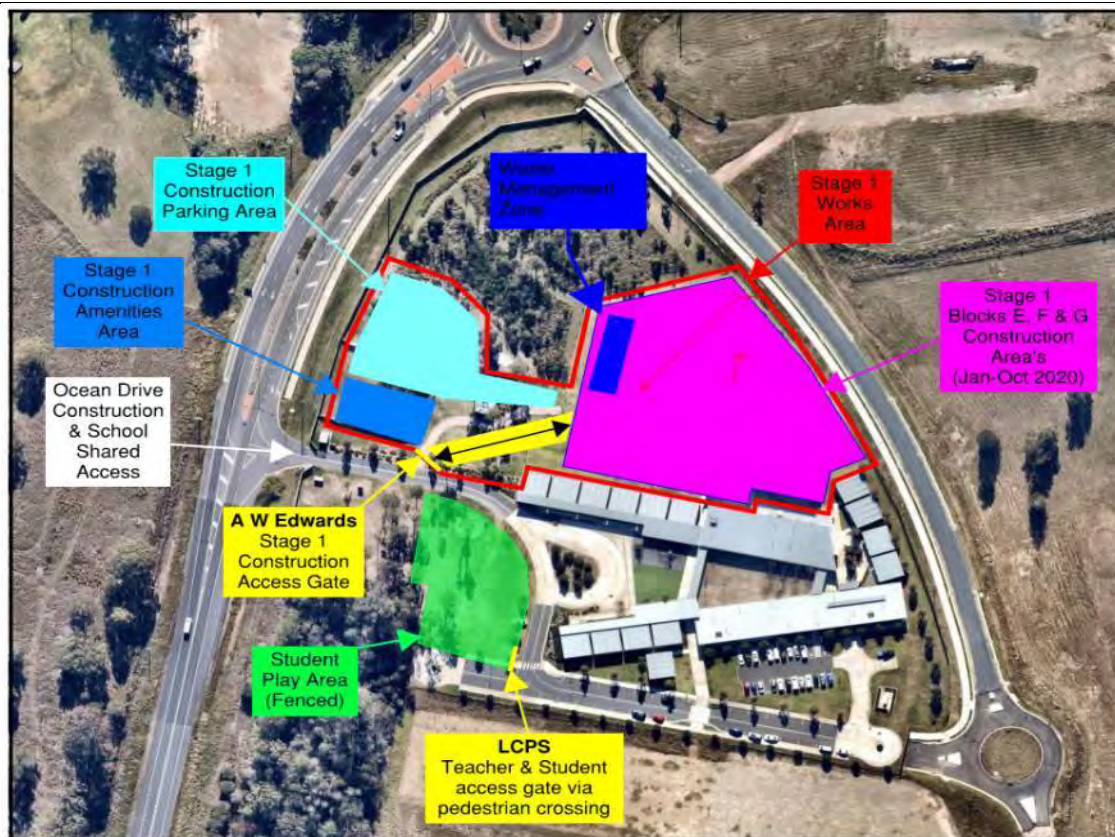 Stage 1
Construction
Parking Area
Waste
Management
Zone
Stage 1
Works
Area
Stage 1
Construction
Amenities
Area
Stage 1
Blocks E, F & G
Construction
Area's
(Jan-Oct 2020)
Ocean Drive
Construction
& School
Shared
Access
A W Edwards
Stage 1
Construction
Access Gate
Student
Play Area
(Fenced)
LCPS
Teacher & Student
access gate via
pedestrian crossing